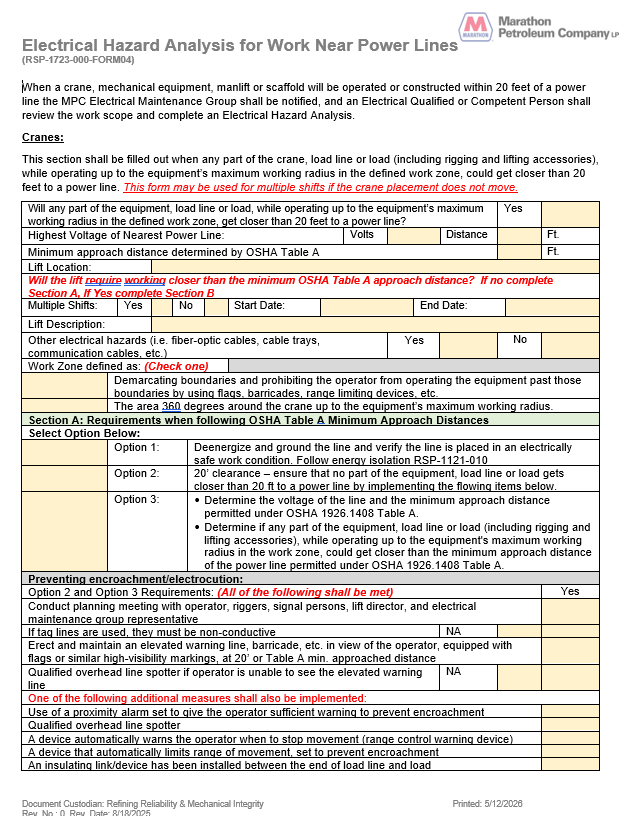 Marathon
Petroleum Company LP
Electrical Hazard Analysis for Work Near Power Lines
(RSP-1723-000-FORM04)
When a crane, mechanical equipment, manlift or scaffold will be operated or constructed within 20 feet of a power
line the MPC Electrical Maintenance Group shall be notified, and an Electrical Qualified or Competent Person shall
review the work scope and complete an Electrical Hazard Analysis.
Cranes:
This section shall be filled out when any part of the crane, load line or load (including rigging and lifting accessories),
while operating up to the equipment's maximum working radius in the defined work zone, could get closer than 20
feet to a power line. This form may be used for multiple shifts if the crane placement does not move.
Will any part of the equipment, load line or load, while operating up to the equipment's maximum
working radius in the defined work zone, get closer than 20 feet to a power line?
Yes
Highest Voltage of Nearest Power Line: Volts Distance Ft.
Minimum approach distance determined by OSHA Table A Ft.
Lift Location:
Will the lift require working closer than the minimum OSHA Table A approach distance? If no complete
Section A, If Yes complete Section B
Multiple Shifts: Yes No Start Date: End Date:
Lift Description:
Other electrical hazards (i.e. fiber-optic cables, cable trays,
communication cables, etc.)
Yes No
Work Zone defined as: (Check one)
Demarcating boundaries and prohibiting the operator from operating the equipment past those
boundaries by using flags, barricades, range limiting devices, etc.
The area 360 degrees around the crane up to the equipment's maximum working radius.
Section A: Requirements when following OSHA Table A Minimum Approach Distances
Select Option Below:
Option 1: Deenergize and ground the line and verify the line is placed in an electrically
safe work condition. Follow energy isolation RSP-1121-010
Option 2: 20' clearance – ensure that no part of the equipment, load line or load gets
closer than 20 ft to a power line by implementing the flowing items below.
Option 3: • Determine the voltage of the line and the minimum approach distance
permitted under OSHA 1926.1408 Table A.
• Determine if any part of the equipment, load line or load (including rigging and
lifting accessories), while operating up to the equipment's maximum working
radius in the work zone, could get closer than the minimum approach distance
of the power line permitted under OSHA 1926.1408 Table A.
Preventing encroachment/electrocution:
Option 2 and Option 3 Requirements: (All of the following shall be met) Yes
Conduct planning meeting with operator, riggers, signal persons, lift director, and electrical
maintenance group representative
If tag lines are used, they must be non-conductive NA
Erect and maintain an elevated warning line, barricade, etc. in view of the operator, equipped with
flags or similar high-visibility markings, at 20' or Table A min. approached distance
Qualified overhead line spotter if operator is unable to see the elevated warning
line
NA
One of the following additional measures shall also be implemented:
Use of a proximity alarm set to give the operator sufficient warning to prevent encroachment
Qualified overhead line spotter
A device automatically warns the operator when to stop movement (range control warning device)
A device that automatically limits range of movement, set to prevent encroachment
An insulating link/device has been installed between the end of load line and load
Document Custodian: Refining Reliability & Mechanical Integrity Printed: 5/12/2026
Rev. No.: 0 Rev. Date: 8/18/2025